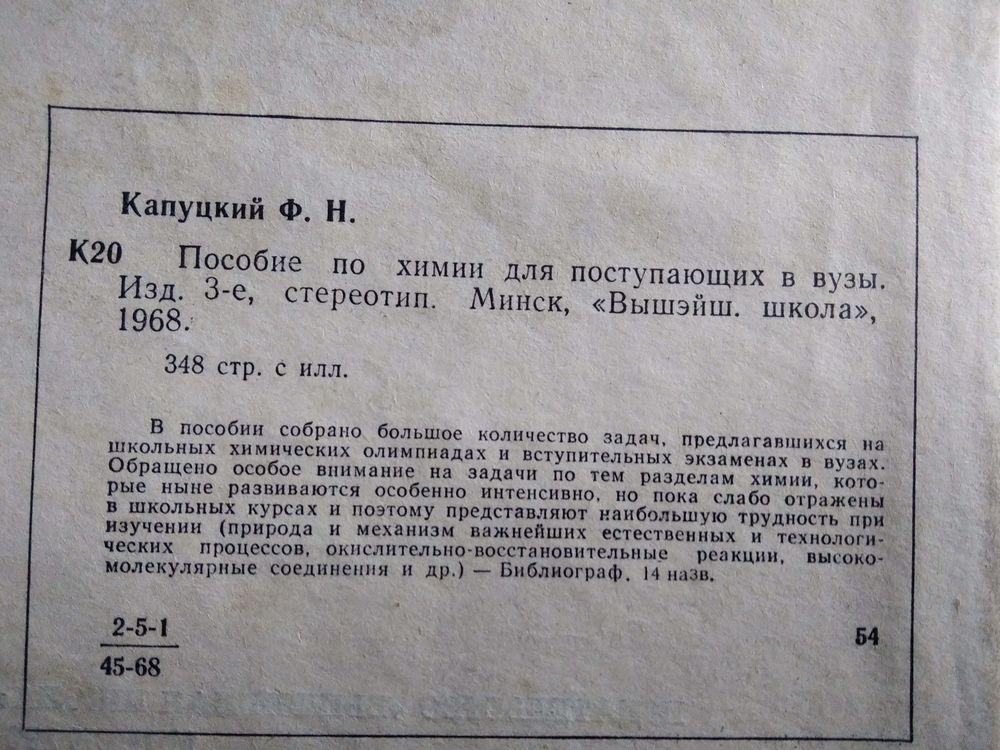 Капуцкий Ф. Н.
К20 Пособие по химии для поступающих в вузы.
Изд. 3-е, стереотип. Минск, «Вышэйш. школа»,
1968.
348 стр. с илл.
В пособии собрано большое количество задач, предлагавшихся на
школьных химических олимпиадах и вступительных экзаменах в вузах.
Обращено особое внимание на задачи по тем разделам химии, кото-
рые ныне развиваются особенно интенсивно, но пока слабо отражены
в школьных курсах и поэтому представляют наибольшую трудность при
изучении (природа и механизм важнейших естественных и технологи-
ческих процессов, окислительно-восстановительные реакции, высоко-
молекулярные соединения и др.) — Библиограф. 14 назв.
2-5-1
45-68
54